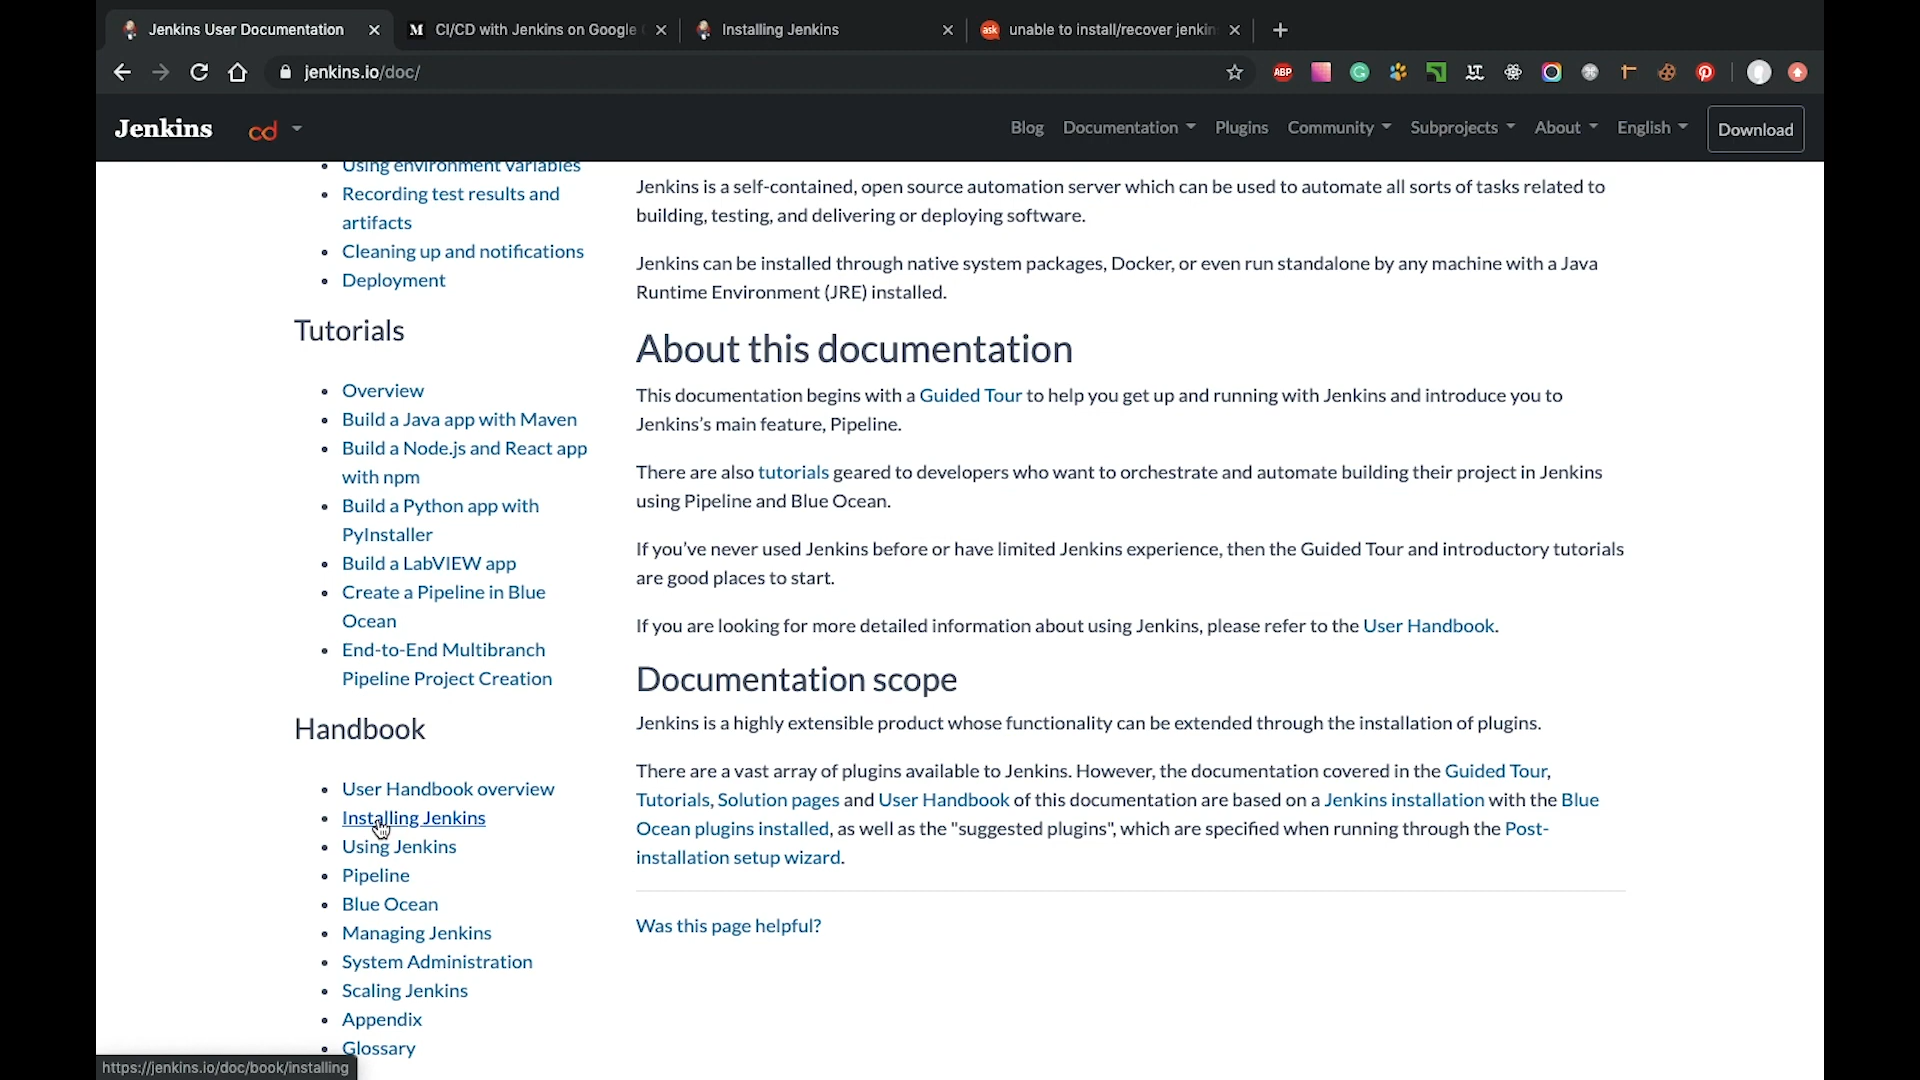 Jenkins User Documentation
CI/CD with Jenkins on Google
Installing Jenkins
unable to install/recover jenkin
jenkins.io/doc/
ABP
Jenkins
cd
Blog
Documentation
Plugins
Community
Subprojects
About
English
Download
Using environment variables
Recording test results and
artifacts
Cleaning up and notifications
Deployment
Tutorials
Overview
Build a Java app with Maven
Build a Node.js and React app
with npm
Build a Python app with
PyInstaller
Build a LabVIEW app
Create a Pipeline in Blue
Ocean
End-to-End Multibranch
Pipeline Project Creation
Handbook
User Handbook overview
Installing Jenkins
Using Jenkins
Pipeline
Blue Ocean
Managing Jenkins
System Administration
Scaling Jenkins
Appendix
Glossary
Jenkins is a self-contained, open source automation server which can be used to automate all sorts of tasks related to
building, testing, and delivering or deploying software.
Jenkins can be installed through native system packages, Docker, or even run standalone by any machine with a Java
Runtime Environment (JRE) installed.
About this documentation
This documentation begins with a Guided Tour to help you get up and running with Jenkins and introduce you to
Jenkins’s main feature, Pipeline.
There are also tutorials geared to developers who want to orchestrate and automate building their project in Jenkins
using Pipeline and Blue Ocean.
If you’ve never used Jenkins before or have limited Jenkins experience, then the Guided Tour and introductory tutorials
are good places to start.
If you are looking for more detailed information about using Jenkins, please refer to the User Handbook.
Documentation scope
Jenkins is a highly extensible product whose functionality can be extended through the installation of plugins.
There are a vast array of plugins available to Jenkins. However, the documentation covered in the Guided Tour,
Tutorials, Solution pages and User Handbook of this documentation are based on a Jenkins installation with the Blue
Ocean plugins installed, as well as the "suggested plugins", which are specified when running through the Post-
installation setup wizard.
Was this page helpful?
https://jenkins.io/doc/book/installing